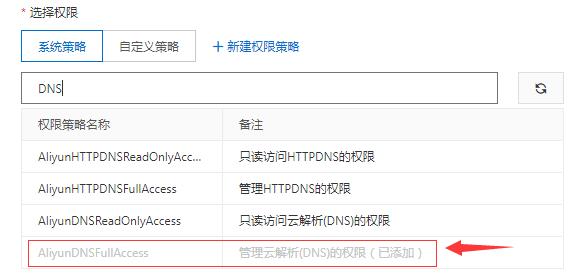 * 选择权限
系统策略 自定义策略 + 新建权限策略
DNS
权限策略名称 备注
AliyunHTTPDNSReadOnlyAcc... 只读访问HTTPDNS的权限
AliyunHTTPDNSFullAccess 管理HTTPDNS的权限
AliyunDNSReadOnlyAccess 只读访问云解析(DNS)的权限
AliyunDNSFullAccess 管理云解析(DNS)的权限（已添加）